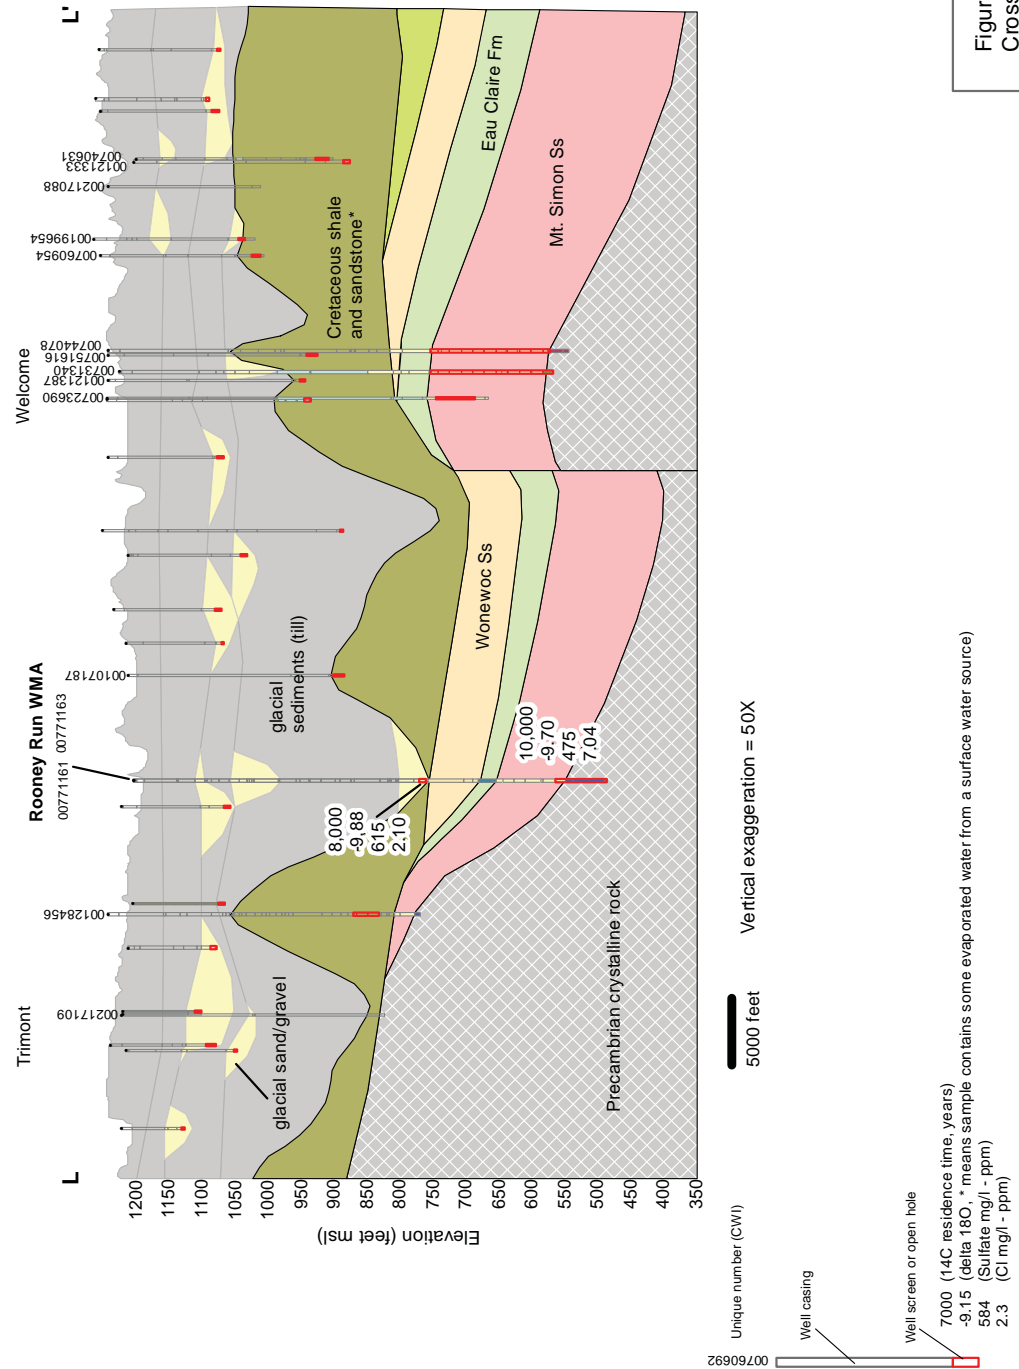 L
L'
Trimont
Rooney Run WMA
00771161 00771163
Welcome
00217109
00128456
00107187
00723690
00121387
00731340
00751616
00744078
00760954
00199654
00217088
00121333
00740631
glacial sand/gravel
glacial
sediments (till)
Cretaceous shale
and sandstone*
Wonewoc Ss
Eau Claire Fm
Mt. Simon Ss
Precambrian crystalline rock
8,000
-9.88
615
2.10
10,000
-9.70
475
7.04
Elevation (feet msl)
1200
1150
1100
1050
1000
950
900
850
800
750
700
650
600
550
500
450
400
350
5000 feet
Vertical exaggeration = 50X
Unique number (CWI)
00760692
Well casing
Well screen or open hole
7000 (14C residence time, years)
-9.15 (delta 18O, * means sample contains some evaporated water from a surface water source)
584 (Sulfate mg/l - ppm)
2.3 (Cl mg/l - ppm)
Figur
Cross